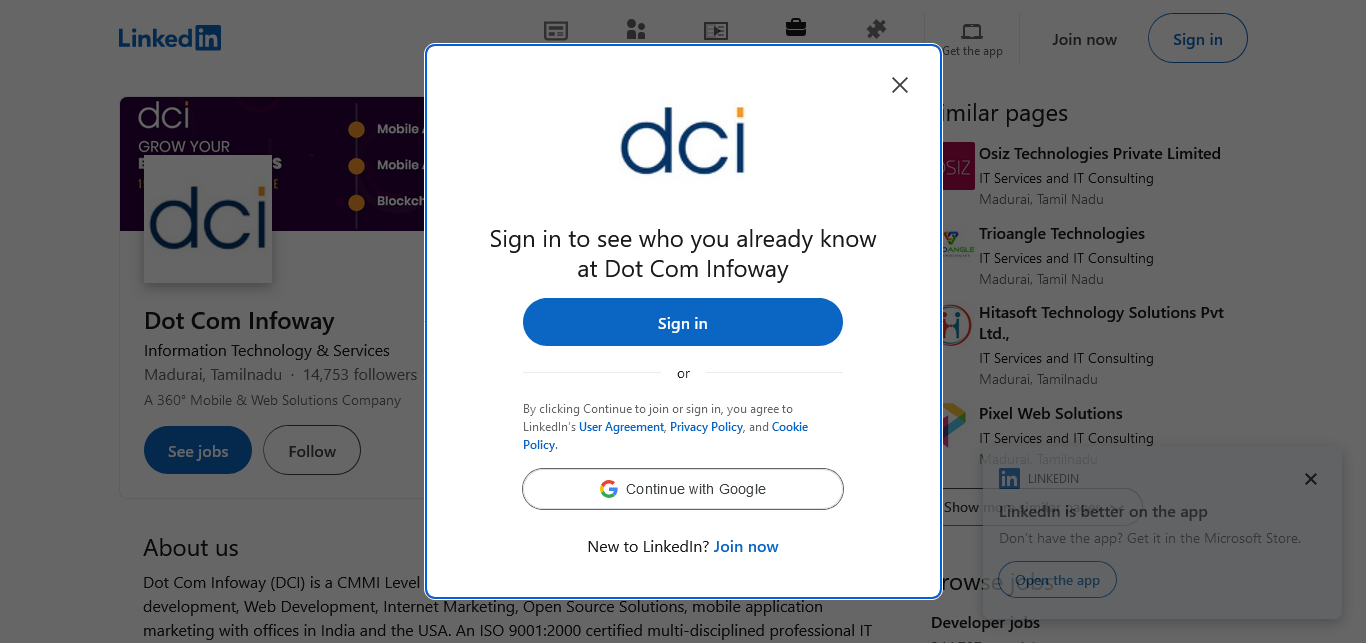 Linked in
Get the app
Join now
Sign in
dci
GROW YOUR
Mobile
Mobile
dci
Dot Com Infoway
Information Technology & Services
Madurai, Tamilnadu · 14,753 followers
A 360° Mobile & Web Solutions Company
See jobs
Follow
About us
Dot Com Infoway (DCI) is a CMMI Level
development, Web Development, Internet Marketing, Open Source Solutions, mobile application
marketing with offices in India and the USA. An ISO 9001:2000 certified multi-disciplined professional IT
dci
Sign in to see who you already know
at Dot Com Infoway
Sign in
or
By clicking Continue to join or sign in, you agree to
LinkedIn's User Agreement, Privacy Policy, and Cookie
Policy.
Continue with Google
New to LinkedIn? Join now
pages
OSIZ
Osiz Technologies Private Limited
IT Services and IT Consulting
Madurai, Tamil Nadu
Trioangle Technologies
IT Services and IT Consulting
Madurai, Tamil Nadu
Hitasoft Technology Solutions Pvt
Ltd.,
IT Services and IT Consulting
Madurai, Tamilnadu
Pixel Web Solutions
IT Services and IT Consulting
Madurai, Tamilnadu
Show
in LINKEDIN
LinkedIn is better on the app
Don't have the app? Get it in the Microsoft Store.
Open the app
jobs
Developer jobs